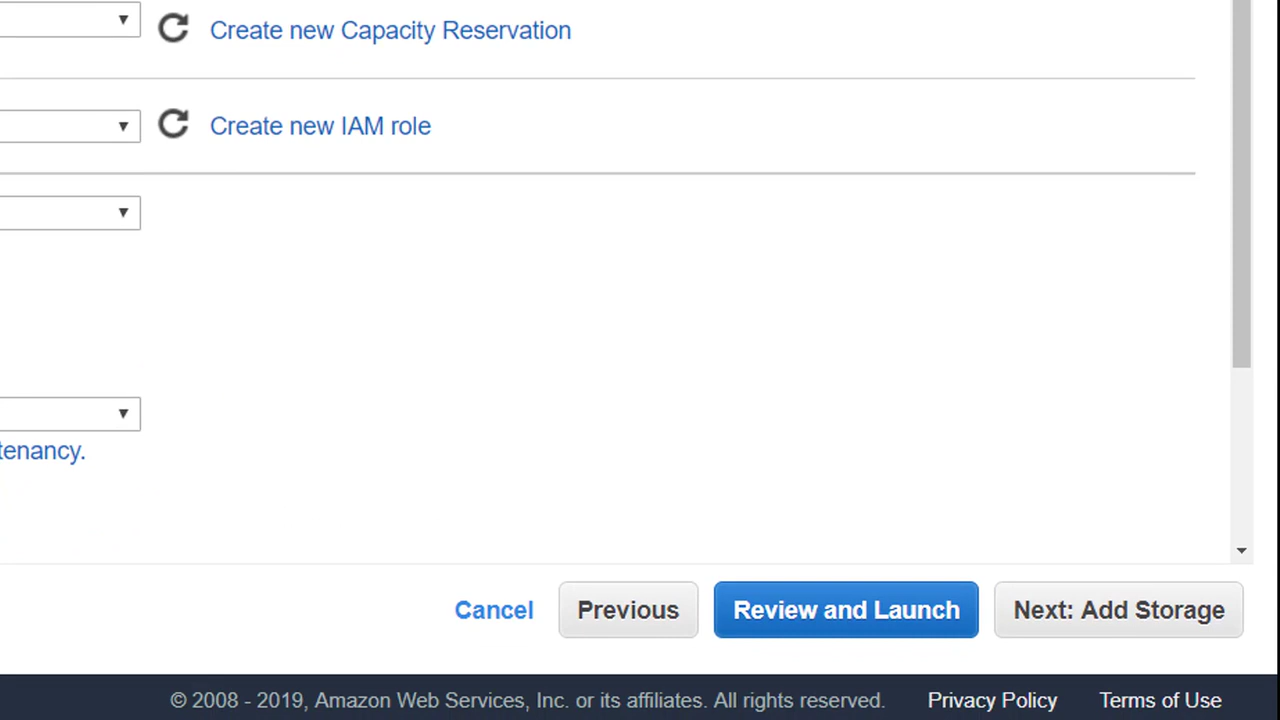 Create new Capacity Reservation
Create new IAM role
tenancy.
Cancel Previous Review and Launch Next: Add Storage
© 2008 - 2019, Amazon Web Services, Inc. or its affiliates. All rights reserved. Privacy Policy Terms of Use